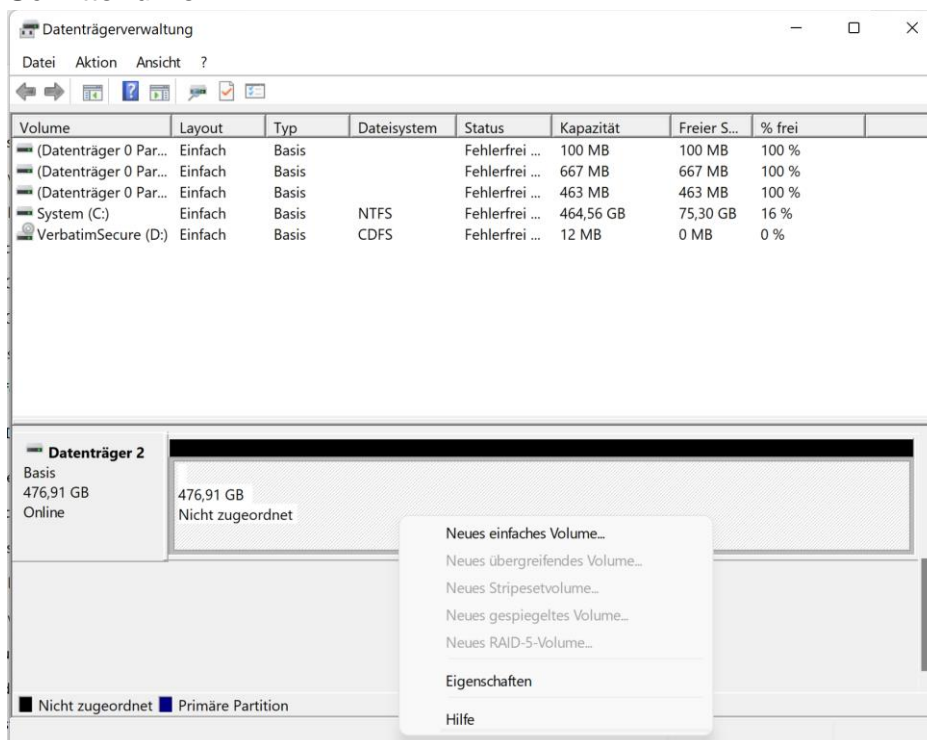 Datenträgerverwaltung
Datei Aktion Ansicht ?
Volume Layout Typ Dateisystem Status Kapazität Freier S... % frei
(Datenträger 0 Par... Einfach Basis Fehlerfrei ... 100 MB 100 MB 100 %
(Datenträger 0 Par... Einfach Basis Fehlerfrei ... 667 MB 667 MB 100 %
(Datenträger 0 Par... Einfach Basis Fehlerfrei ... 463 MB 463 MB 100 %
System (C:) Einfach Basis NTFS Fehlerfrei ... 464,56 GB 75,30 GB 16 %
VerbatimSecure (D:) Einfach Basis CDFS Fehlerfrei ... 12 MB 0 MB 0 %
Datenträger 2
Basis
476,91 GB
Online
476,91 GB
Nicht zugeordnet
Neues einfaches Volume...
Neues übergreifendes Volume...
Neues Stripesetvolume...
Neues gespiegeltes Volume...
Neues RAID-5-Volume...
Eigenschaften
Hilfe
Nicht zugeordnet Primäre Partition